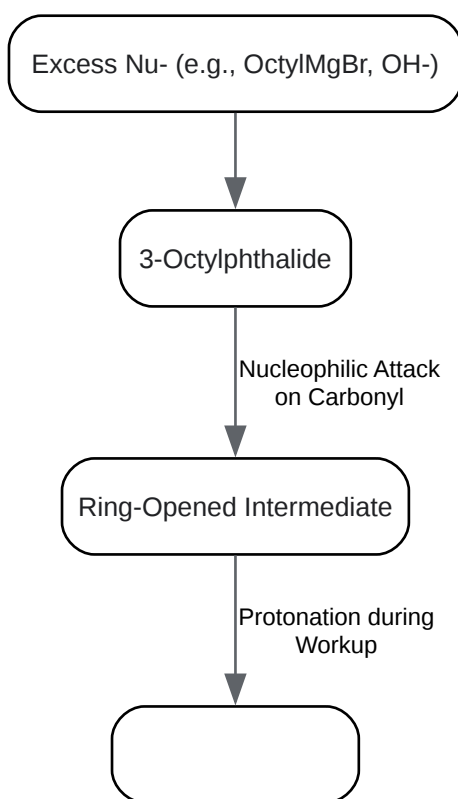 Excess Nu- (e.g., OctylMgBr, OH-)
3-Octylphthalide
Nucleophilic Attack
on Carbonyl
Ring-Opened Intermediate
Protonation during
Workup